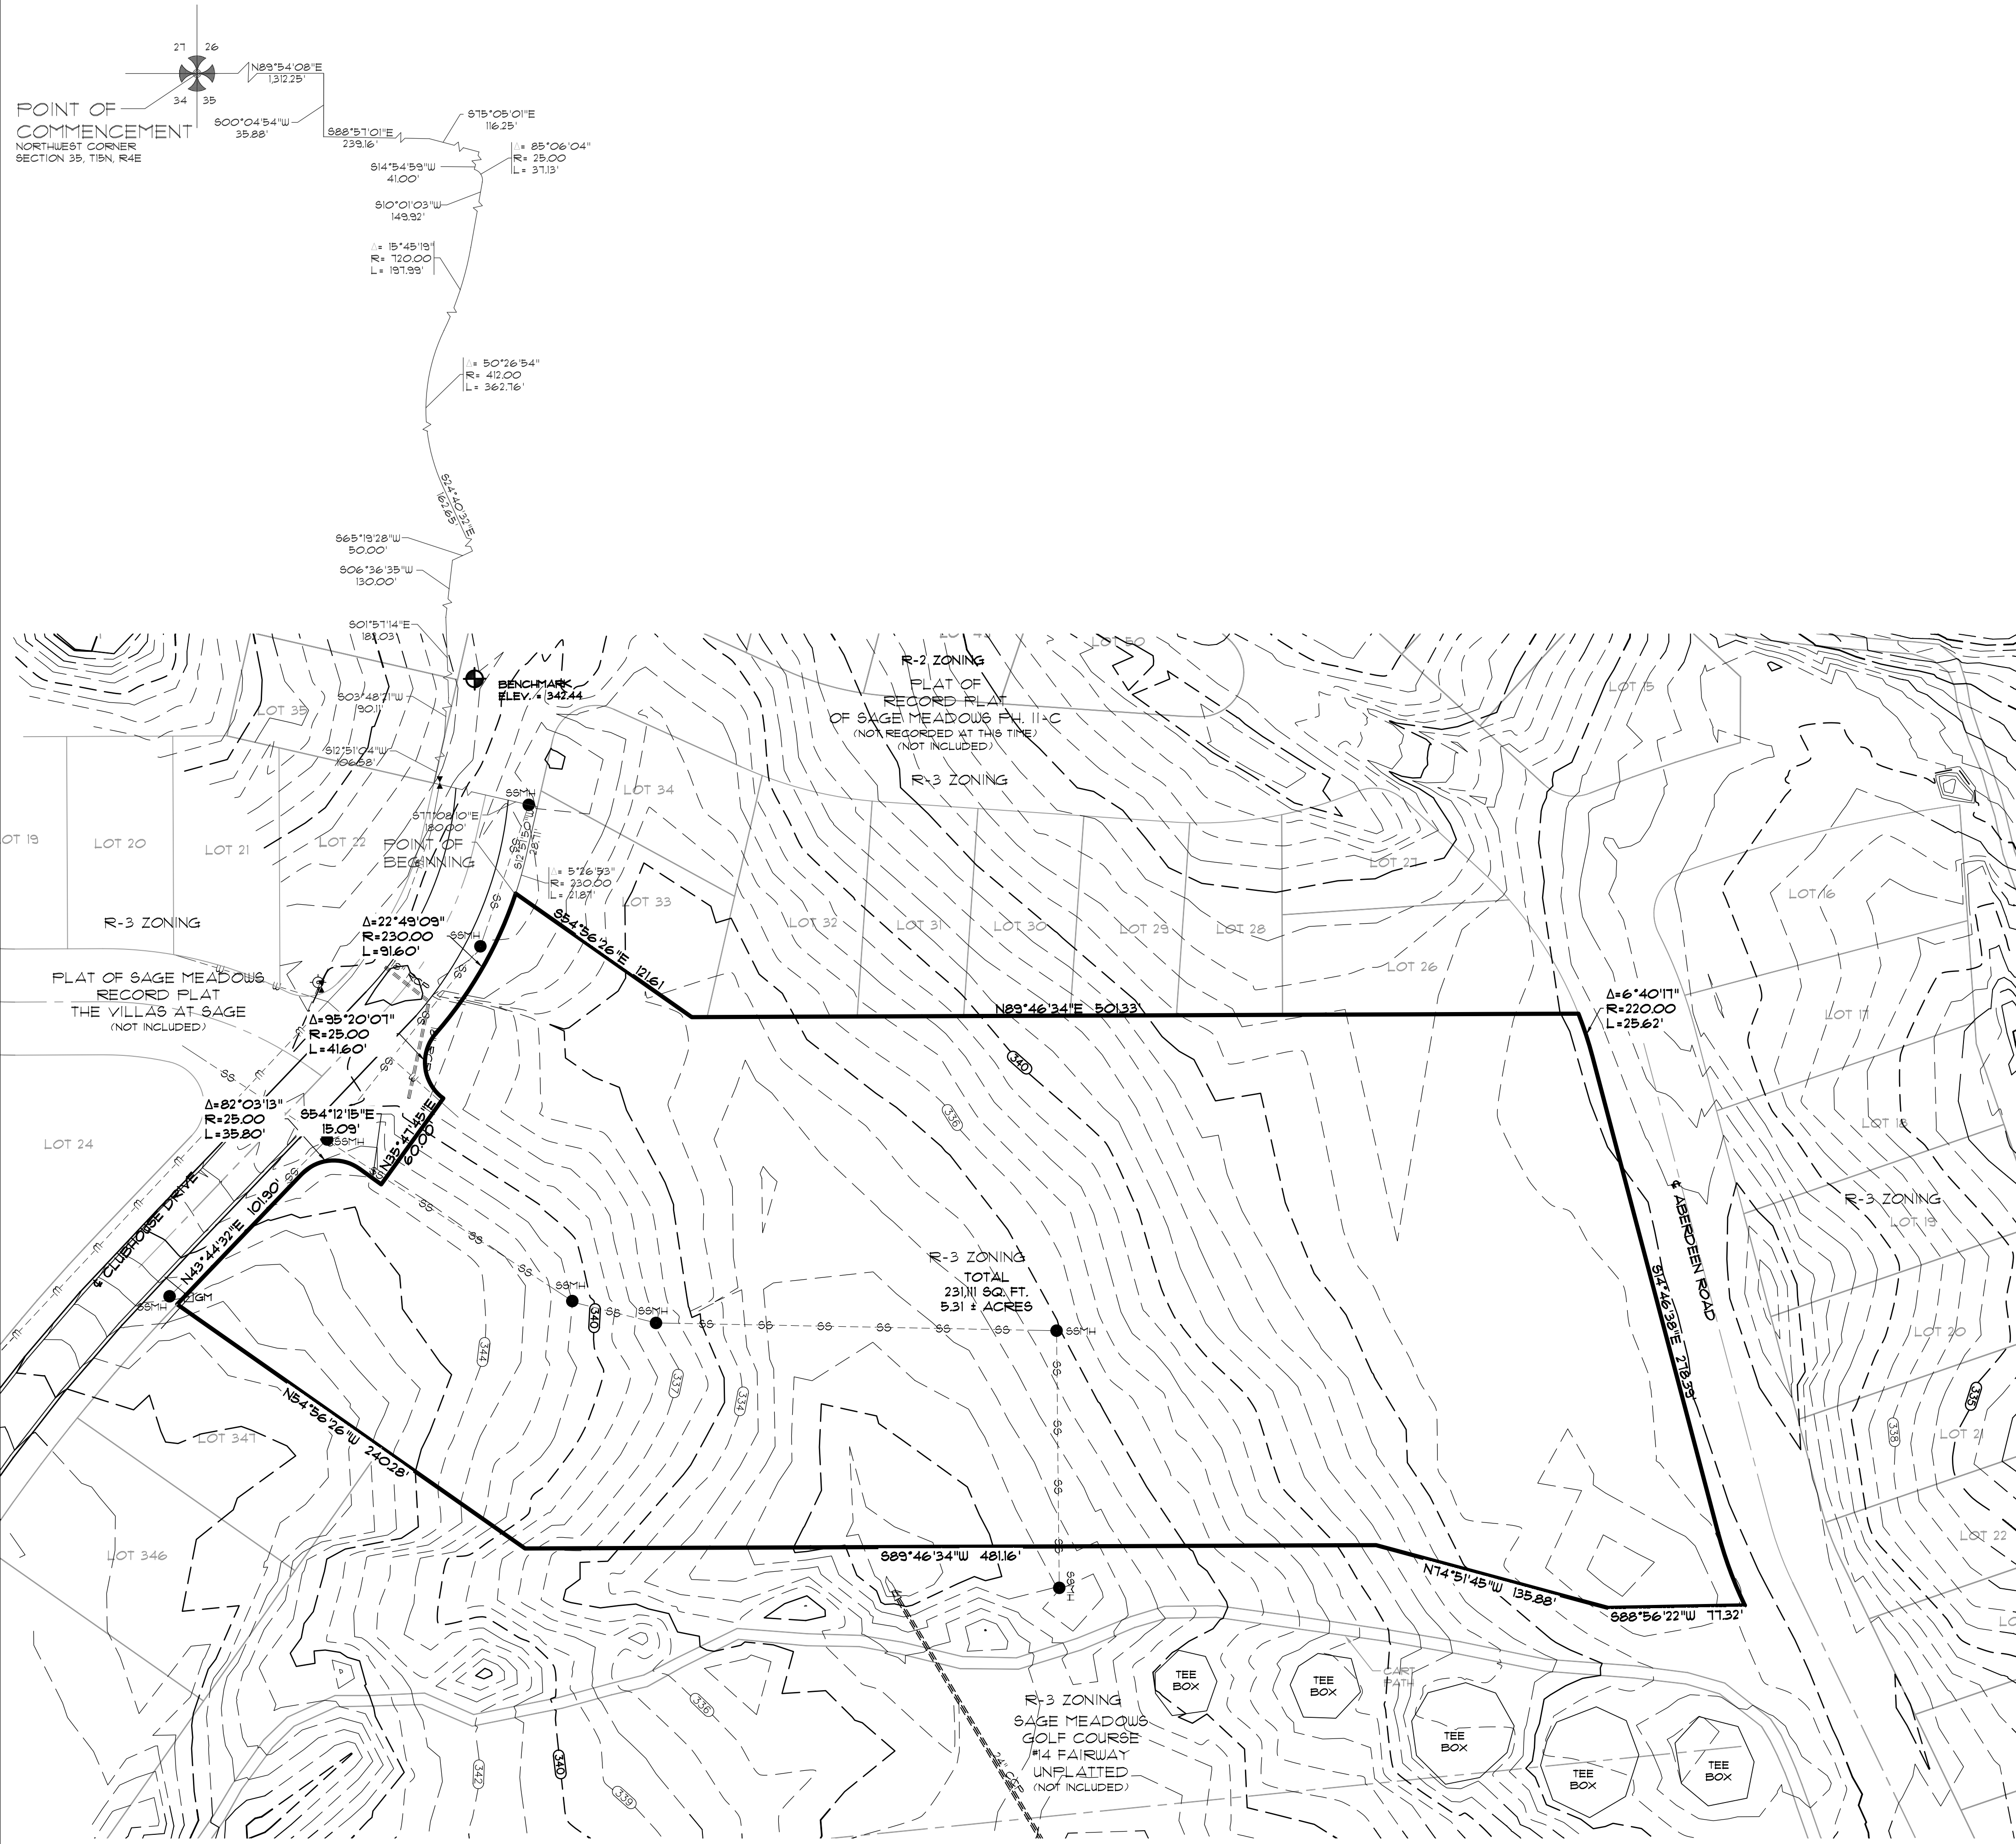 27 26
N89°54'08"E
1,312.25'
34 35
POINT OF
COMMENCEMENT
NORTHWEST CORNER
SECTION 35, T15N, R4E
S00°04'54"W
35.88'
S88°57'01"E
239.16'
S75°05'01"E
116.25'
Δ= 85°06'04"
R= 25.00
L= 37.13'
S14°54'59"W
41.00'
S10°01'03"W
149.92'
Δ= 15°45'19"
R= 720.00
L= 197.99'
Δ= 50°26'54"
R= 412.00
L= 362.76'
S24°40'32"E
162.65'
S65°19'28"W
50.00'
S06°36'35"W
130.00'
S01°57'14"E
182.03'
BENCHMARK
ELEV. = 342.44
S03°48'21"W
90.11'
S12°51'04"W
106.58'
LOT 35
LOT 34
LOT 50
R-2 ZONING
PLAT OF
RECORD PLAT
OF SAGE MEADOWS PH. II-C
(NOT RECORDED AT THIS TIME)
(NOT INCLUDED)
R-3 ZONING
LOT 15
SSMH
S77°08'10"E
180.00'
POINT OF
BEGINNING
Δ= 5°26'53"
R= 230.00
L= 21.87'
LOT 19
LOT 20
LOT 21
LOT 22
LOT 33
LOT 32
LOT 31
LOT 30
LOT 29
LOT 28
LOT 27
LOT 26
LOT 16
LOT 17
LOT 18
R-3 ZONING
LOT 19
LOT 20
LOT 21
LOT 22
R-3 ZONING
PLAT OF SAGE MEADOWS
RECORD PLAT
THE VILLAS AT SAGE
(NOT INCLUDED)
Δ=22°49'09"
R=230.00
L=91.60'
SSMH
S54°56'26"E 121.61
N89°46'34"E 501.33'
Δ=6°40'17"
R=220.00
L=25.62'
Δ=95°20'07"
R=25.00
L=41.60'
Δ=82°03'13"
R=25.00
L=35.80'
S54°12'15"E
15.09'
SSMH
N35°47'45"E
60.00'
LOT 24
℄ CLUBHOUSE DRIVE
N43°44'32"E 101.90'
SSMH
GM
N54°56'26"W 240.28'
SSMH
SSMH
SSMH
340
336
344
340
337
334
R-3 ZONING
TOTAL
231,111 SQ. FT.
5.31 ± ACRES
℄ ABERDEEN ROAD
S14°46'38"E 278.39'
335
338
LOT 347
LOT 346
S89°46'34"W 481.16'
SSMH
N74°51'45"W 135.88'
S88°56'22"W 77.32'
CART
PATH
TEE
BOX
TEE
BOX
TEE
BOX
TEE
BOX
TEE
BOX
R-3 ZONING
SAGE MEADOWS
GOLF COURSE
#14 FAIRWAY
UNPLATTED
(NOT INCLUDED)
336
342
340
339